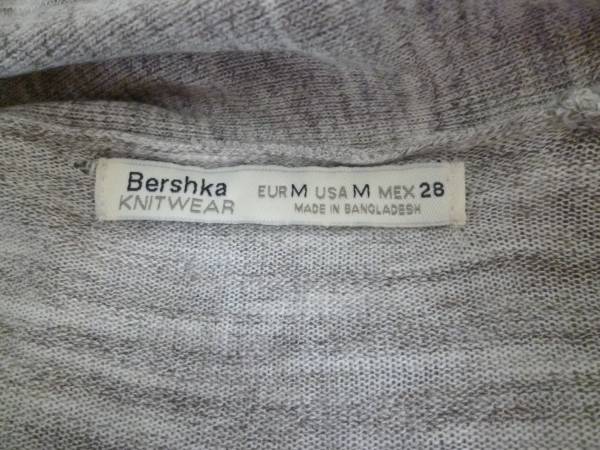 Bershka
KNITWEAR
EUR M USA M MEX 28
MADE IN BANGLADESH